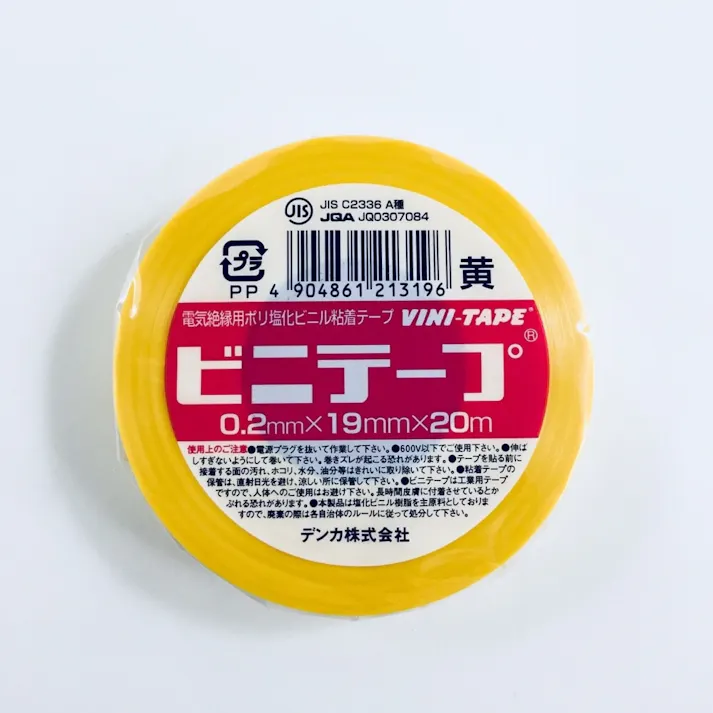 JIS JIS C2336 A種
JQA JQ0307084
プラ
PP 4 904861 213196 黄
電気絶縁用ポリ塩化ビニル粘着テープ VINI-TAPE®
ビニテープ®
0.2mm×19mm×20m
使用上のご注意●電源プラグを抜いて作業して下さい。●600V以下でご使用下さい。●伸ば
しすぎないようにして巻いて下さい。巻きズレが起こる恐れがあります。●テープを貼る前に
接着する面の汚れ、ホコリ、水分、油分等はきれいに取り除いて下さい。●粘着テープの
保管は、直射日光を避け、涼しい所に保管して下さい。●ビニテープは工業用テープ
ですので、人体へのご使用はお避け下さい。長時間皮膚に付着させているとか
ぶれる恐れがあります。●本製品は塩化ビニル樹脂を主原料としておりま
すので、廃棄の際は各自治体のルールに従って処分して下さい。
デンカ株式会社